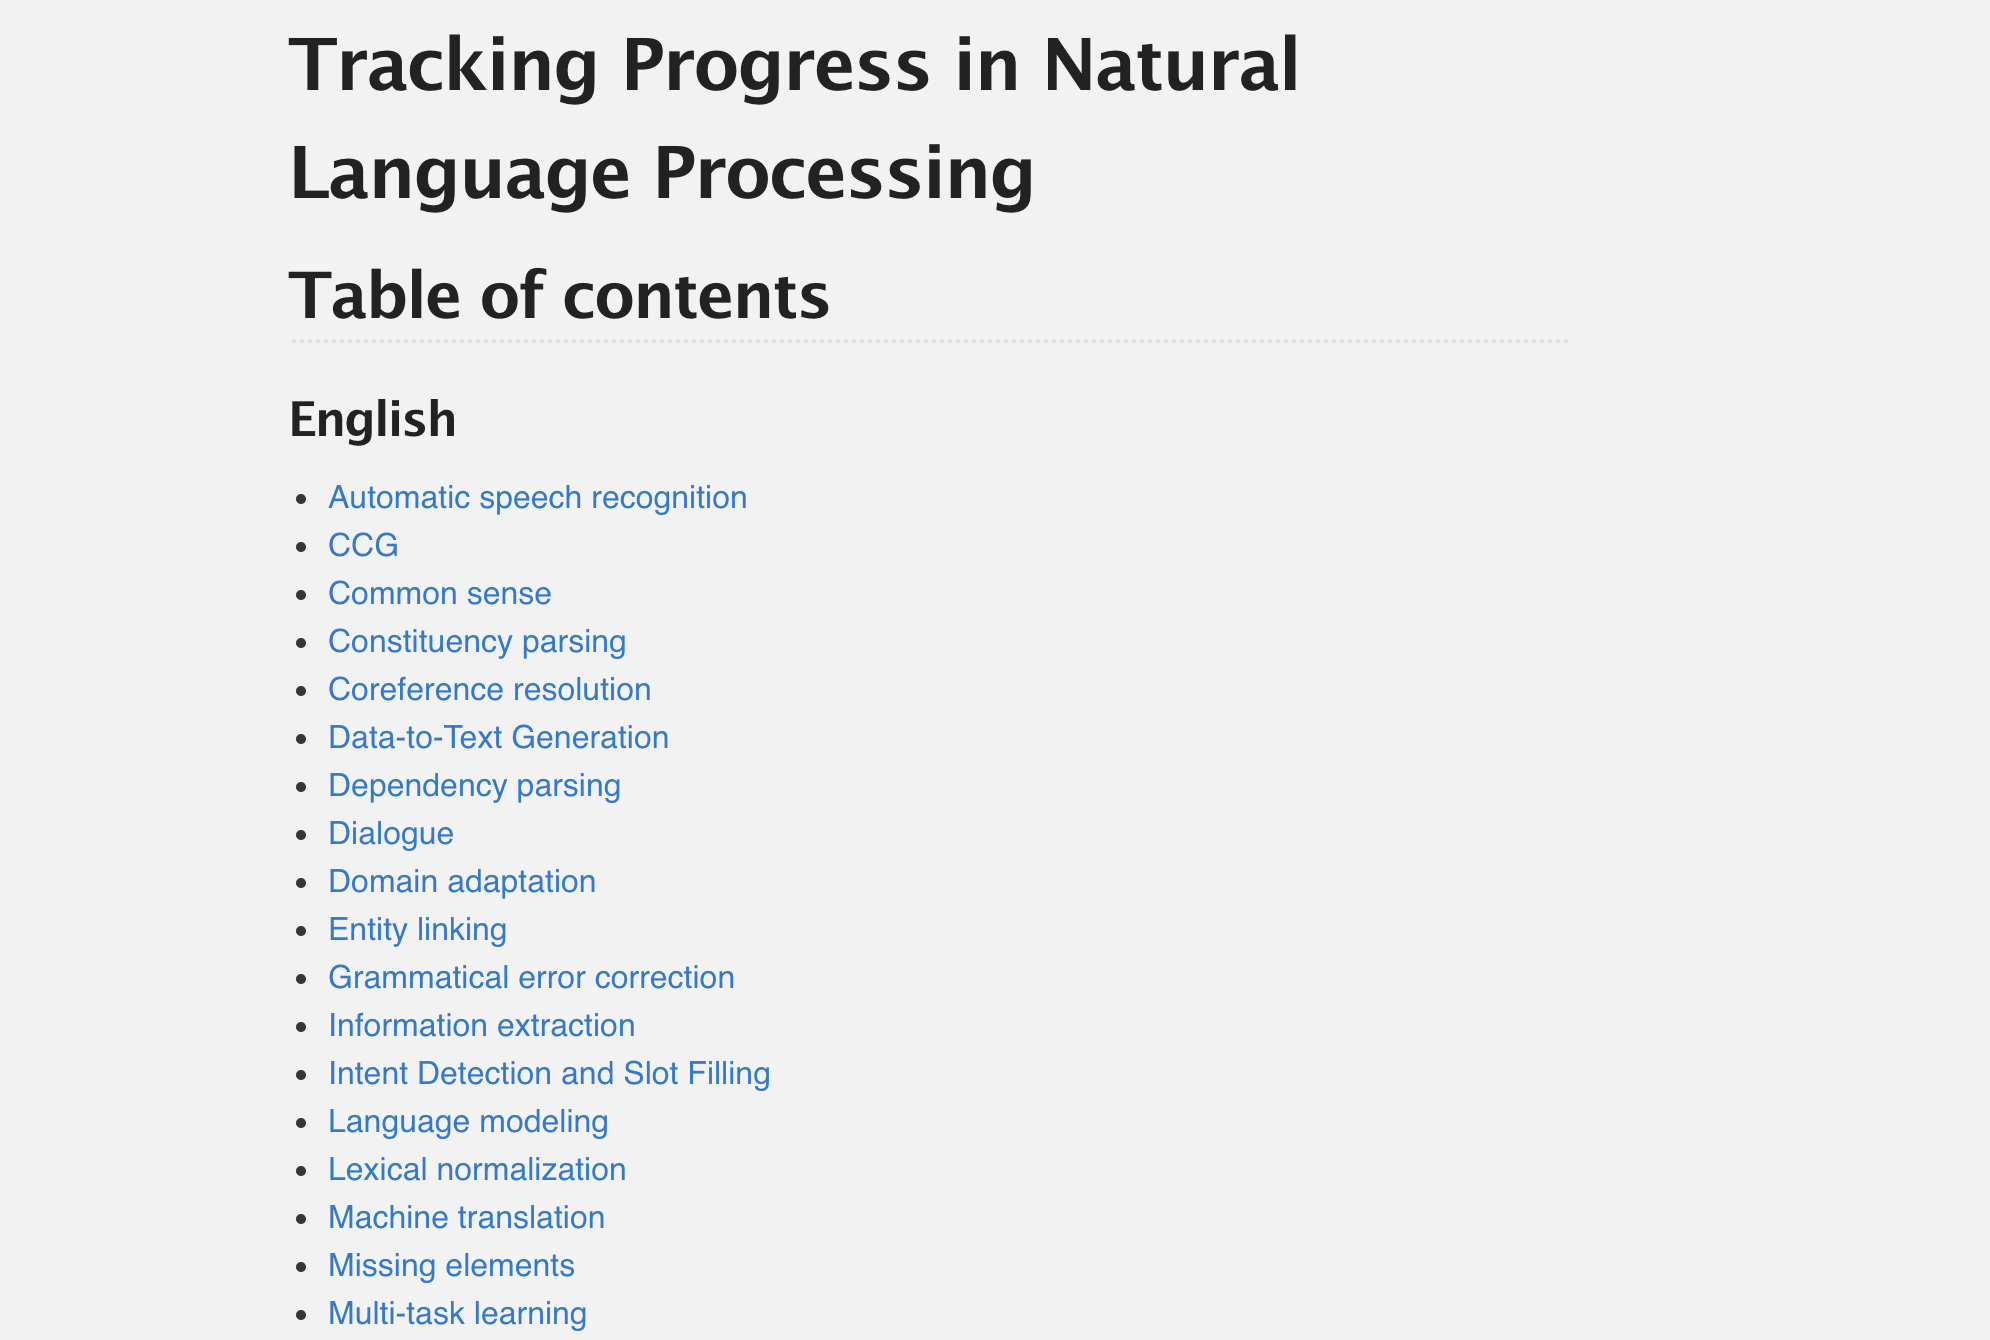 Tracking Progress in Natural
Language Processing
Table of contents
English
Automatic speech recognition
CCG
Common sense
Constituency parsing
Coreference resolution
Data-to-Text Generation
Dependency parsing
Dialogue
Domain adaptation
Entity linking
Grammatical error correction
Information extraction
Intent Detection and Slot Filling
Language modeling
Lexical normalization
Machine translation
Missing elements
Multi-task learning